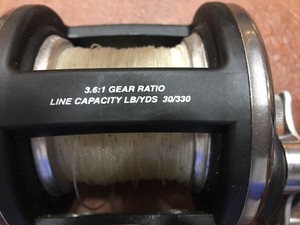 3.6:1 GEAR RATIO
LINE CAPACITY LB/YDS 30/330